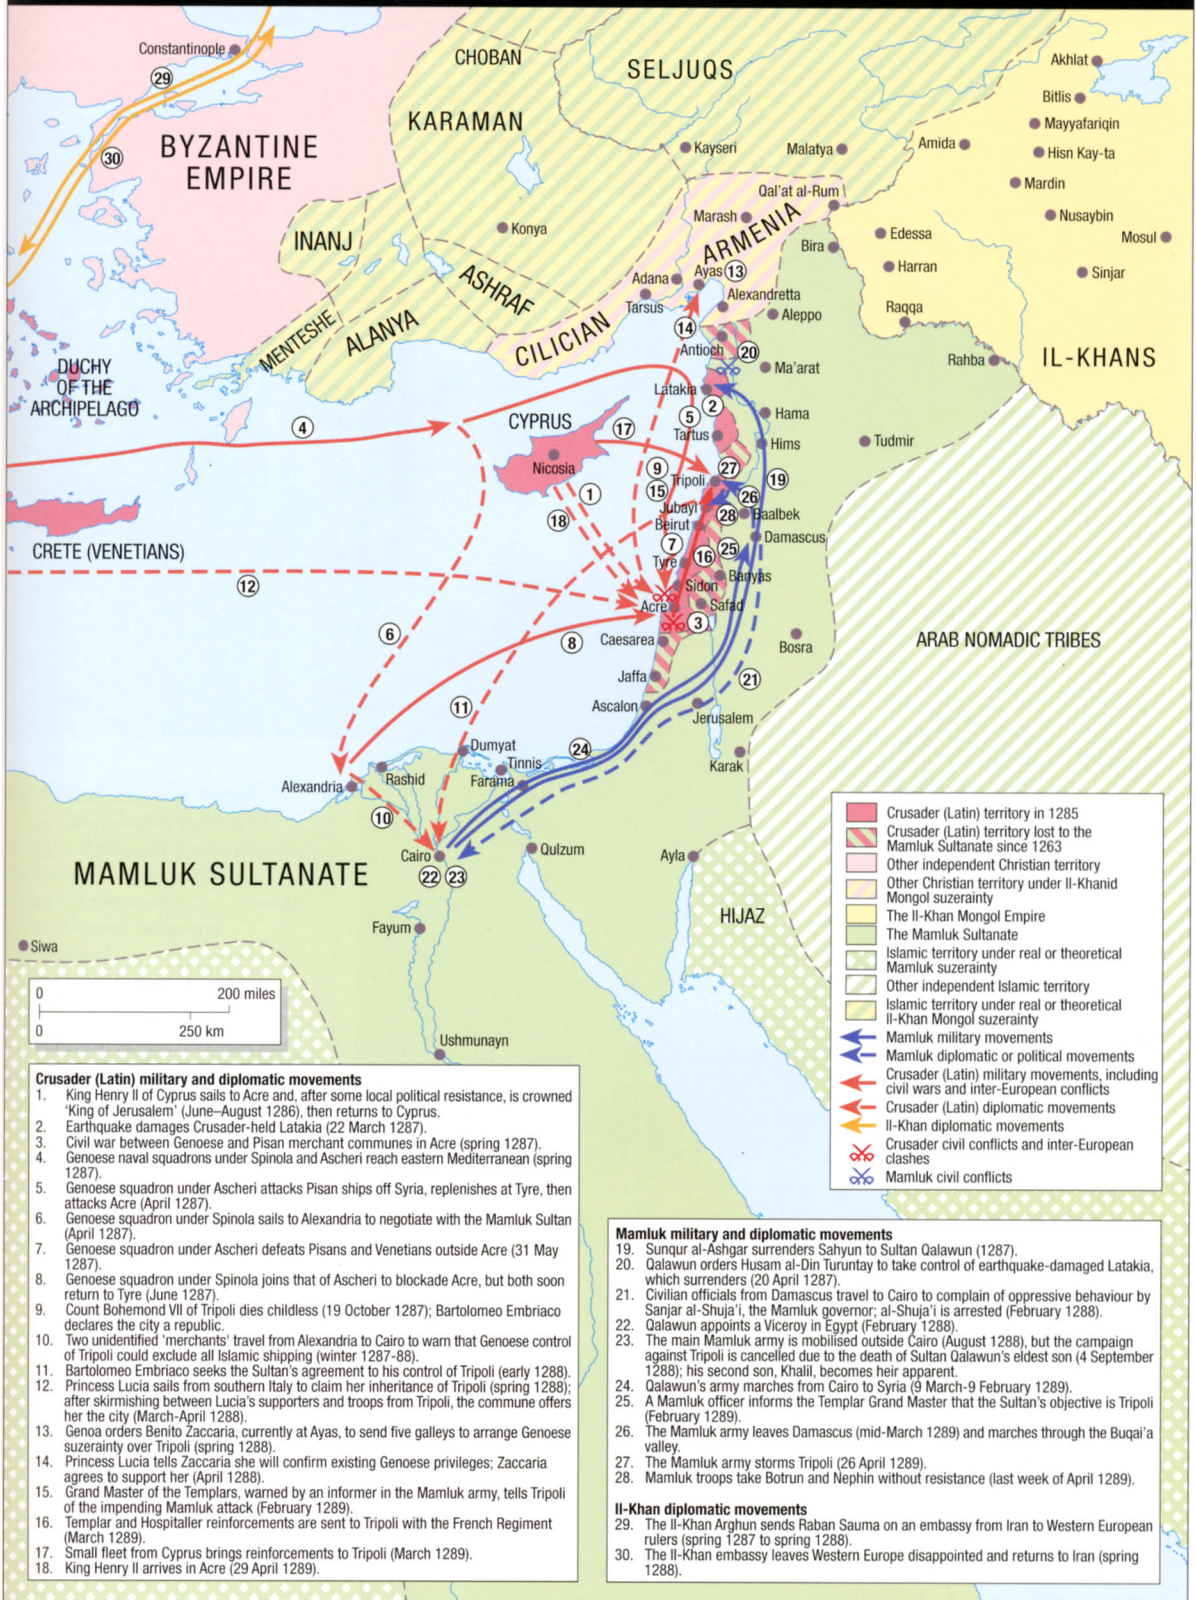 Constantinople
29
30
BYZANTINE
EMPIRE
CHOBAN
SELJUQS
KARAMAN
Akhlat
Bitlis
Mayyafariqin
Amida
Hisn Kay-ta
Mardin
Nusaybin
Mosul
Sinjar
Kayseri
Malatya
Qal'at al-Rum
Marash
ARMENIA
Bira
Edessa
Harran
Raqqa
INANJ
Konya
ASHRAF
Adana
Ayas 13
Tarsus
Alexandretta
Aleppo
MENTESHE
ALANYA
CILICIAN
14
Antioch
20
Ma'arat
Rahba
IL-KHANS
DUCHY
OF THE
ARCHIPELAGO
Latakia
2
Hama
4
CYPRUS
17
5
Tartus
Hims
Tudmir
Nicosia
9
27
19
1
15
Tripoli
26
18
Jubayl
28
Baalbek
Beirut
CRETE (VENETIANS)
7
Damascus
16
25
Tyre
Banyas
12
Sidon
Acre
Safad
3
6
8
Caesarea
Bosra
ARAB NOMADIC TRIBES
Jaffa
21
11
Ascalon
Jerusalem
Dumyat
24
Tinnis
Karak
Alexandria
Rashid
Farama
10
Cairo
Qulzum
Ayla
22 23
MAMLUK SULTANATE
HIJAZ
Fayum
Siwa
0 200 miles
0 250 km
Ushmunayn
Crusader (Latin) territory in 1285
Crusader (Latin) territory lost to the
Mamluk Sultanate since 1263
Other independent Christian territory
Other Christian territory under Il-Khanid
Mongol suzerainty
The Il-Khan Mongol Empire
The Mamluk Sultanate
Islamic territory under real or theoretical
Mamluk suzerainty
Other independent Islamic territory
Islamic territory under real or theoretical
Il-Khan Mongol suzerainty
Mamluk military movements
Mamluk diplomatic or political movements
Crusader (Latin) military movements, including
civil wars and inter-European conflicts
Crusader (Latin) diplomatic movements
Il-Khan diplomatic movements
Crusader civil conflicts and inter-European
clashes
Mamluk civil conflicts
Crusader (Latin) military and diplomatic movements
1. King Henry II of Cyprus sails to Acre and, after some local political resistance, is crowned
'King of Jerusalem' (June–August 1286), then returns to Cyprus.
2. Earthquake damages Crusader-held Latakia (22 March 1287).
3. Civil war between Genoese and Pisan merchant communes in Acre (spring 1287).
4. Genoese naval squadrons under Spinola and Ascheri reach eastern Mediterranean (spring
1287).
5. Genoese squadron under Ascheri attacks Pisan ships off Syria, replenishes at Tyre, then
attacks Acre (April 1287).
6. Genoese squadron under Spinola sails to Alexandria to negotiate with the Mamluk Sultan
(April 1287).
7. Genoese squadron under Ascheri defeats Pisans and Venetians outside Acre (31 May
1287).
8. Genoese squadron under Spinola joins that of Ascheri to blockade Acre, but both soon
return to Tyre (June 1287).
9. Count Bohemond VII of Tripoli dies childless (19 October 1287); Bartolomeo Embriaco
declares the city a republic.
10. Two unidentified 'merchants' travel from Alexandria to Cairo to warn that Genoese control
of Tripoli could exclude all Islamic shipping (winter 1287-88).
11. Bartolomeo Embriaco seeks the Sultan's agreement to his control of Tripoli (early 1288).
12. Princess Lucia sails from southern Italy to claim her inheritance of Tripoli (spring 1288);
after skirmishing between Lucia's supporters and troops from Tripoli, the commune offers
her the city (March-April 1288).
13. Genoa orders Benito Zaccaria, currently at Ayas, to send five galleys to arrange Genoese
suzerainty over Tripoli (spring 1288).
14. Princess Lucia tells Zaccaria she will confirm existing Genoese privileges; Zaccaria
agrees to support her (April 1288).
15. Grand Master of the Templars, warned by an informer in the Mamluk army, tells Tripoli
of the impending Mamluk attack (February 1289).
16. Templar and Hospitaller reinforcements are sent to Tripoli with the French Regiment
(March 1289).
17. Small fleet from Cyprus brings reinforcements to Tripoli (March 1289).
18. King Henry II arrives in Acre (29 April 1289).
Mamluk military and diplomatic movements
19. Sunqur al-Ashgar surrenders Sahyun to Sultan Qalawun (1287).
20. Qalawun orders Husam al-Din Turuntay to take control of earthquake-damaged Latakia,
which surrenders (20 April 1287).
21. Civilian officials from Damascus travel to Cairo to complain of oppressive behaviour by
Sanjar al-Shuja'i, the Mamluk governor; al-Shuja'i is arrested (February 1288).
22. Qalawun appoints a Viceroy in Egypt (February 1288).
23. The main Mamluk army is mobilised outside Cairo (August 1288), but the campaign
against Tripoli is cancelled due to the death of Sultan Qalawun's eldest son (4 September
1288); his second son, Khalil, becomes heir apparent.
24. Qalawun's army marches from Cairo to Syria (9 March-9 February 1289).
25. A Mamluk officer informs the Templar Grand Master that the Sultan's objective is Tripoli
(February 1289).
26. The Mamluk army leaves Damascus (mid-March 1289) and marches through the Buqai'a
valley.
27. The Mamluk army storms Tripoli (26 April 1289).
28. Mamluk troops take Botrun and Nephin without resistance (last week of April 1289).
Il-Khan diplomatic movements
29. The Il-Khan Arghun sends Raban Sauma on an embassy from Iran to Western European
rulers (spring 1287 to spring 1288).
30. The Il-Khan embassy leaves Western Europe disappointed and returns to Iran (spring
1288).